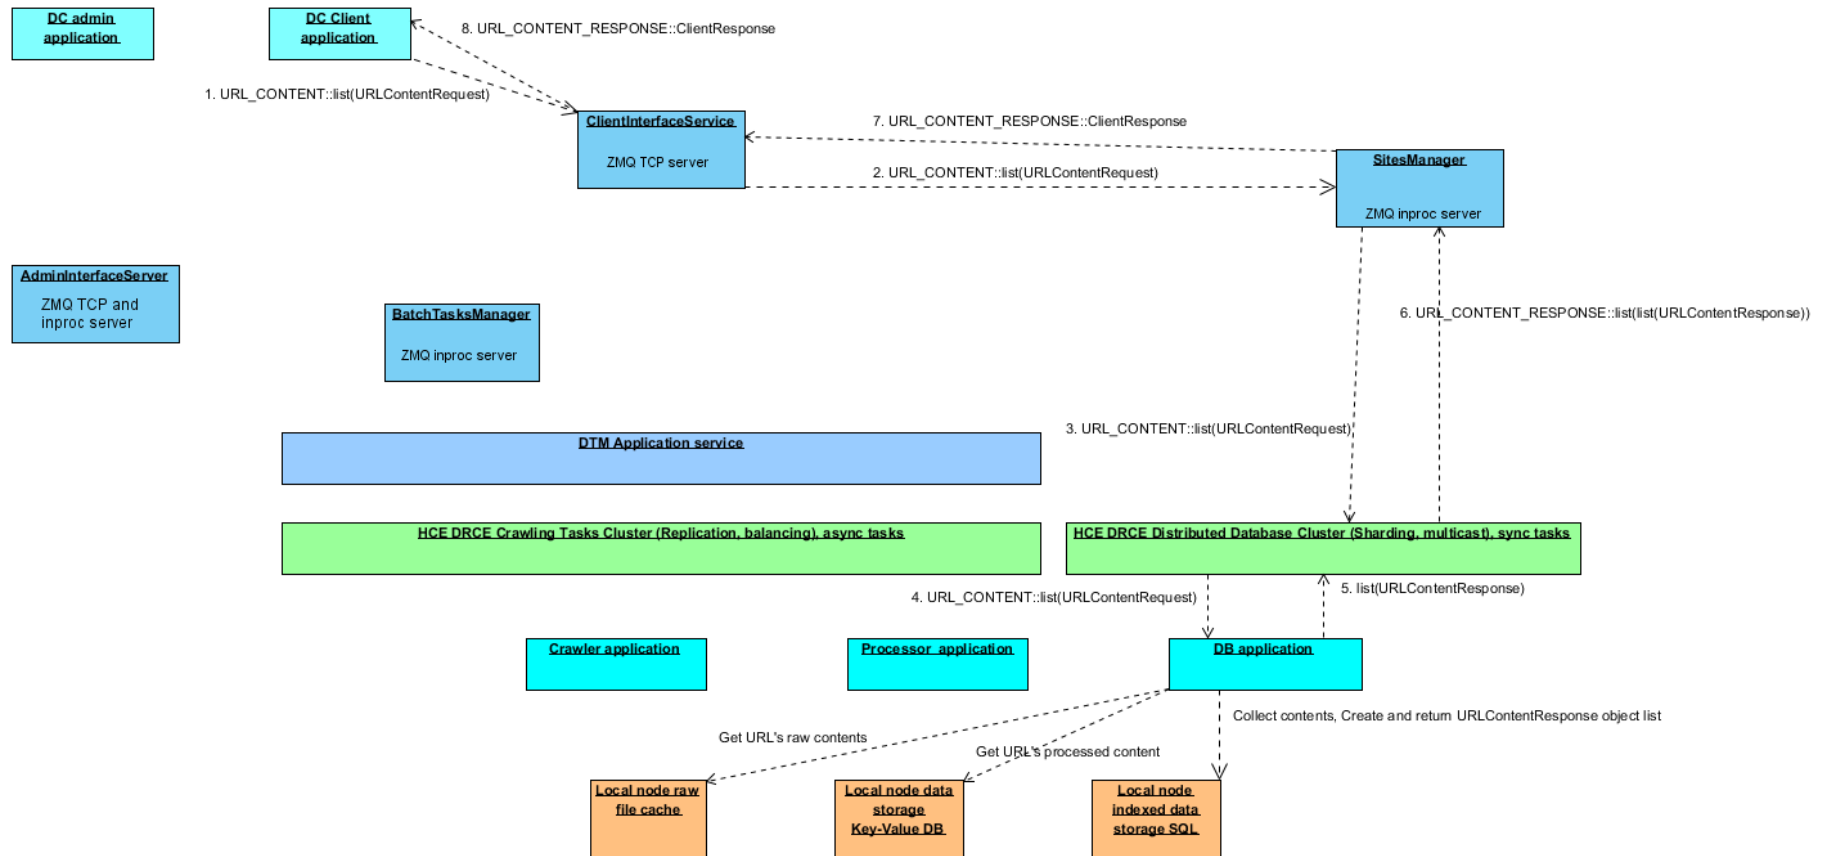 DC admin
application
DC Client
application
8. URL_CONTENT_RESPONSE::ClientResponse
1. URL_CONTENT::list(URLContentRequest)
ClientInterfaceService
ZMQ TCP server
7. URL_CONTENT_RESPONSE::ClientResponse
2. URL_CONTENT::list(URLContentRequest)
SitesManager
ZMQ inproc server
AdminInterfaceServer
ZMQ TCP and
inproc server
BatchTasksManager
ZMQ inproc server
6. URL_CONTENT_RESPONSE::list(list(URLContentResponse))
3. URL_CONTENT::list(URLContentRequest)
DTM Application service
HCE DRCE Crawling Tasks Cluster (Replication, balancing), async tasks
HCE DRCE Distributed Database Cluster (Sharding, multicast), sync tasks
4. URL_CONTENT::list(URLContentRequest)
5. list(URLContentResponse)
Crawler application
Processor application
DB application
Collect contents, Create and return URLContentResponse object list
Get URL's raw contents
Get URL's processed content
Local node raw
file cache
Local node data
storage
Key-Value DB
Local node
indexed data
storage SQL